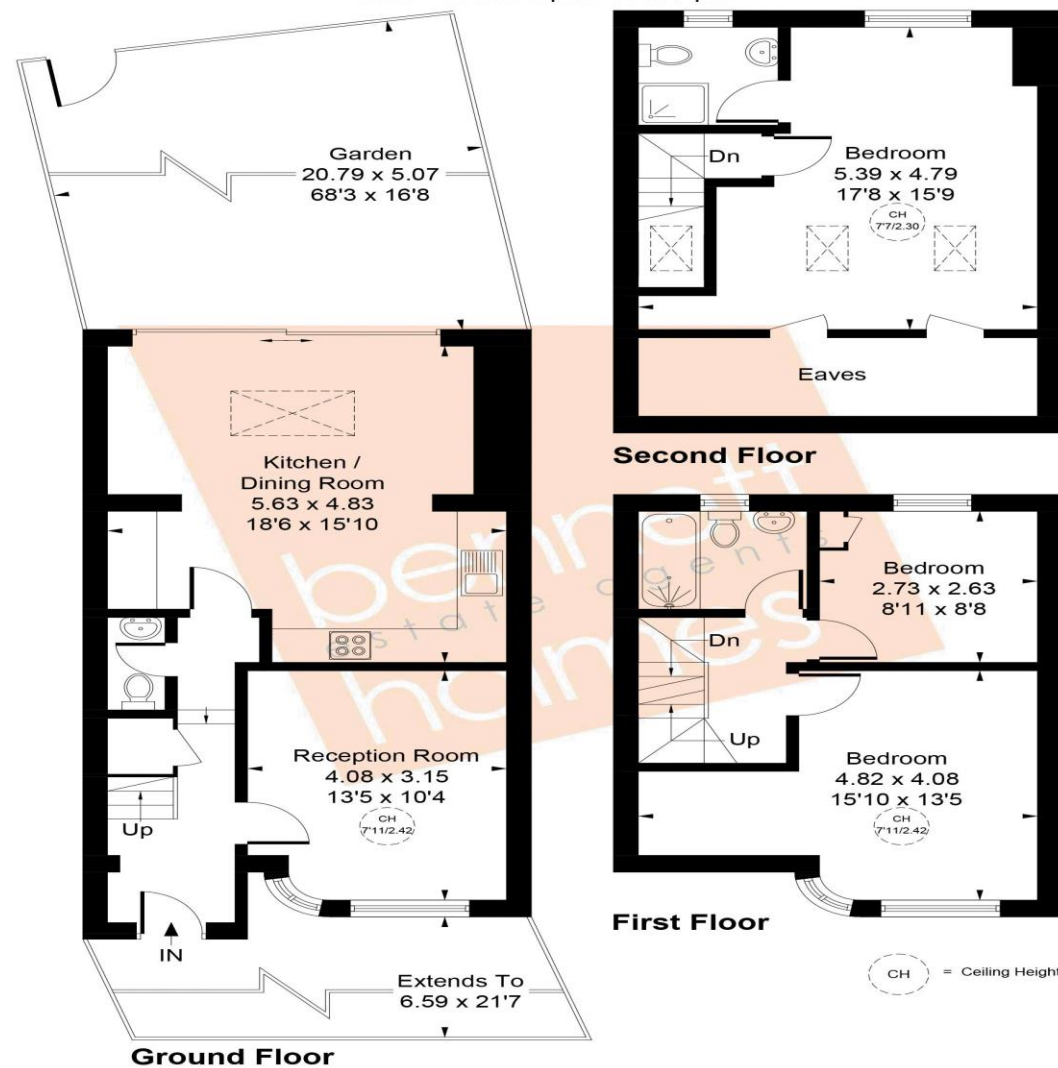 Garden
20.79 x 5.07
68'3 x 16'8
Kitchen /
Dining Room
5.63 x 4.83
18'6 x 15'10
Reception Room
4.08 x 3.15
13'5 x 10'4
CH
7'11/2.42
Up
IN
Extends To
6.59 x 21'7
Ground Floor
Dn
Bedroom
5.39 x 4.79
17'8 x 15'9
CH
7'7/2.30
Eaves
Second Floor
Bedroom
2.73 x 2.63
8'11 x 8'8
Dn
Up
Bedroom
4.82 x 4.08
15'10 x 13'5
CH
7'11/2.42
First Floor
CH = Ceiling Height
bennett
estate agents
holmes